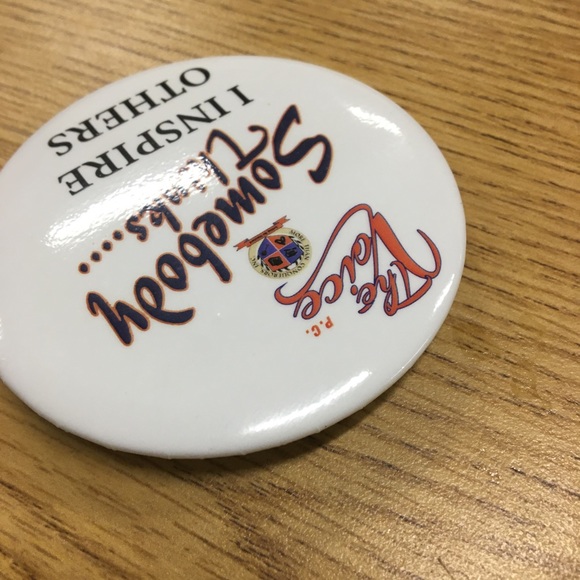 The Voice
P.C.
Somebody
Thinks....
I INSPIRE
OTHERS